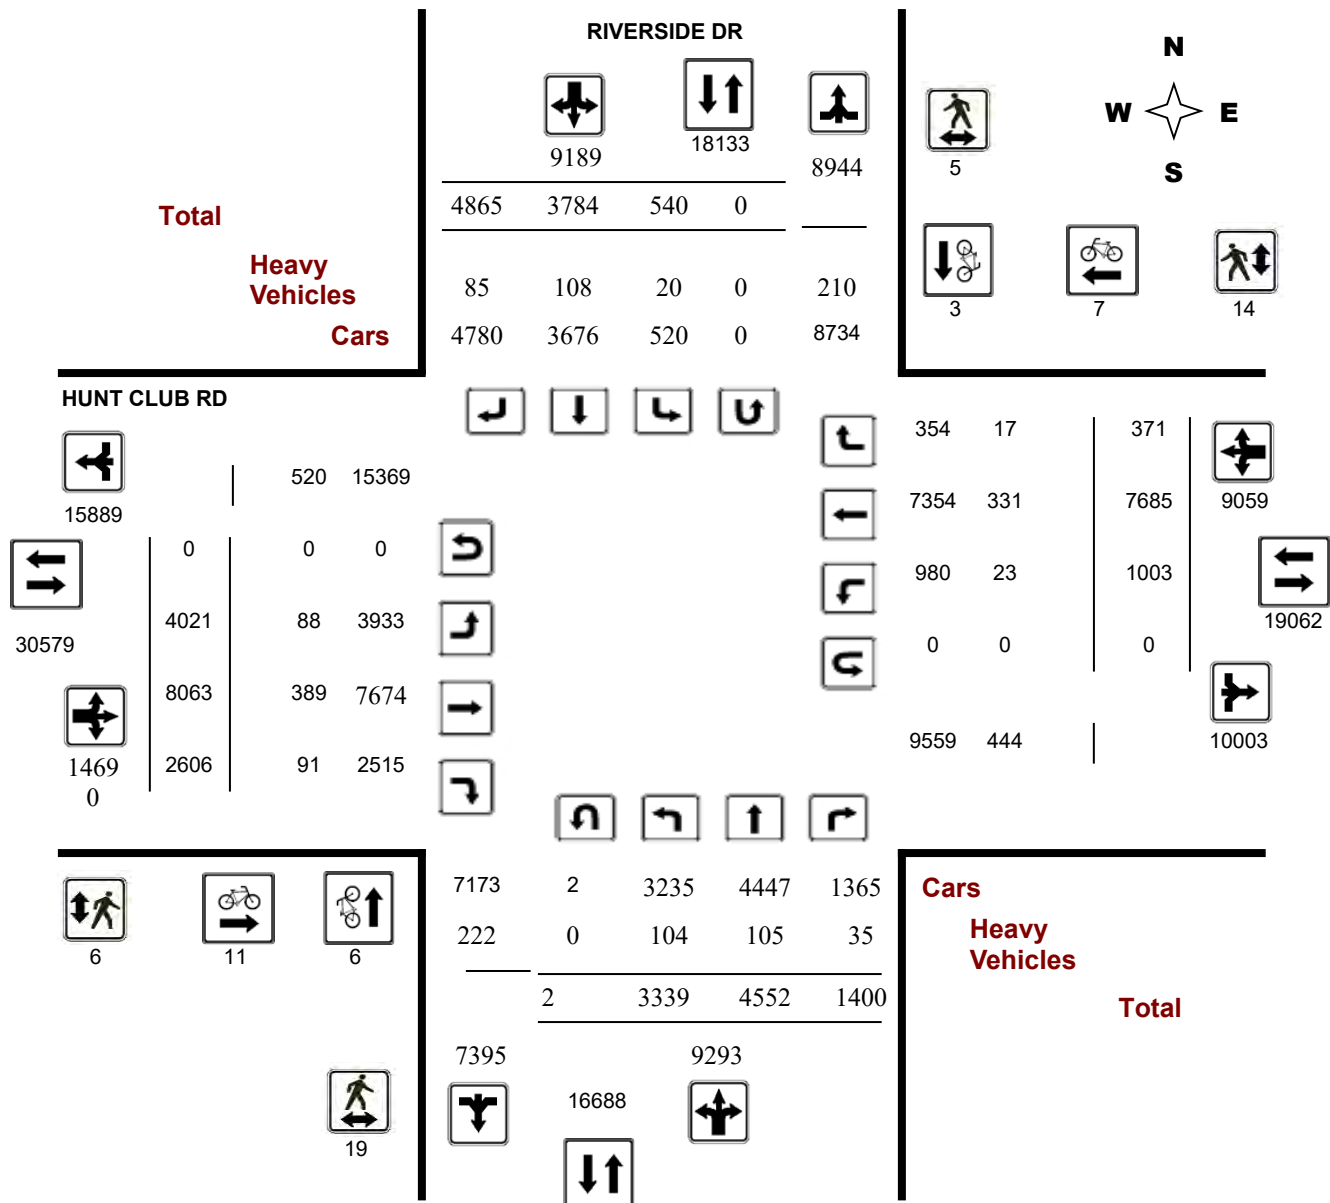 RIVERSIDE DR
N
W E
S
9189 18133 8944
5
4865 3784 540 0
Total
Heavy
Vehicles
85 108 20 0 210
3 7 14
Cars
4780 3676 520 0 8734
HUNT CLUB RD
354 17 371
520 15369
15889
7354 331 7685 9059
0 0 0
980 23 1003
4021 88 3933
19062
30579
0 0 0
8063 389 7674
9559 444 10003
1469
0
2606 91 2515
7173 2 3235 4447 1365
Cars
222 0 104 105 35
Heavy
Vehicles
6 11 6
2 3339 4552 1400
Total
7395 9293
16688
19